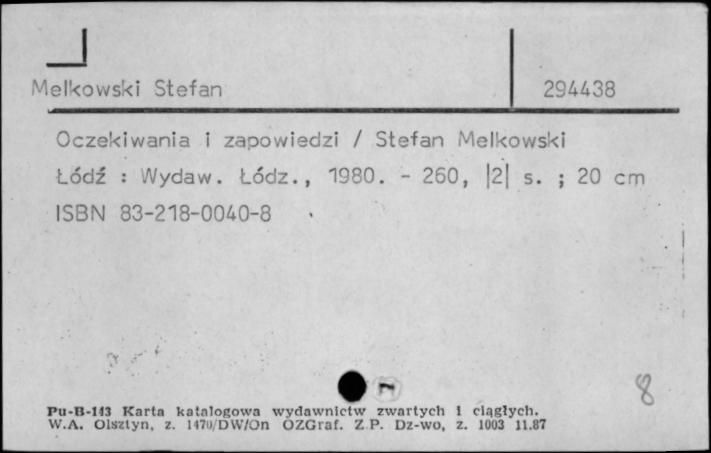 Melkowski Stefan 294438
Oczekiwania i zapowiedzi / Stefan Melkowski
Łódź : Wydaw. Łódz., 1980. - 260, |2| s. ; 20 cm
ISBN 83-218-0040-8
8
Pu-B-113 Karta katalogowa wydawnictw zwartych i ciągłych.
W.A. Olsztyn, z. 1470/DW/On OZGraf. Z.P. Dz-wo, z. 1003 11.87